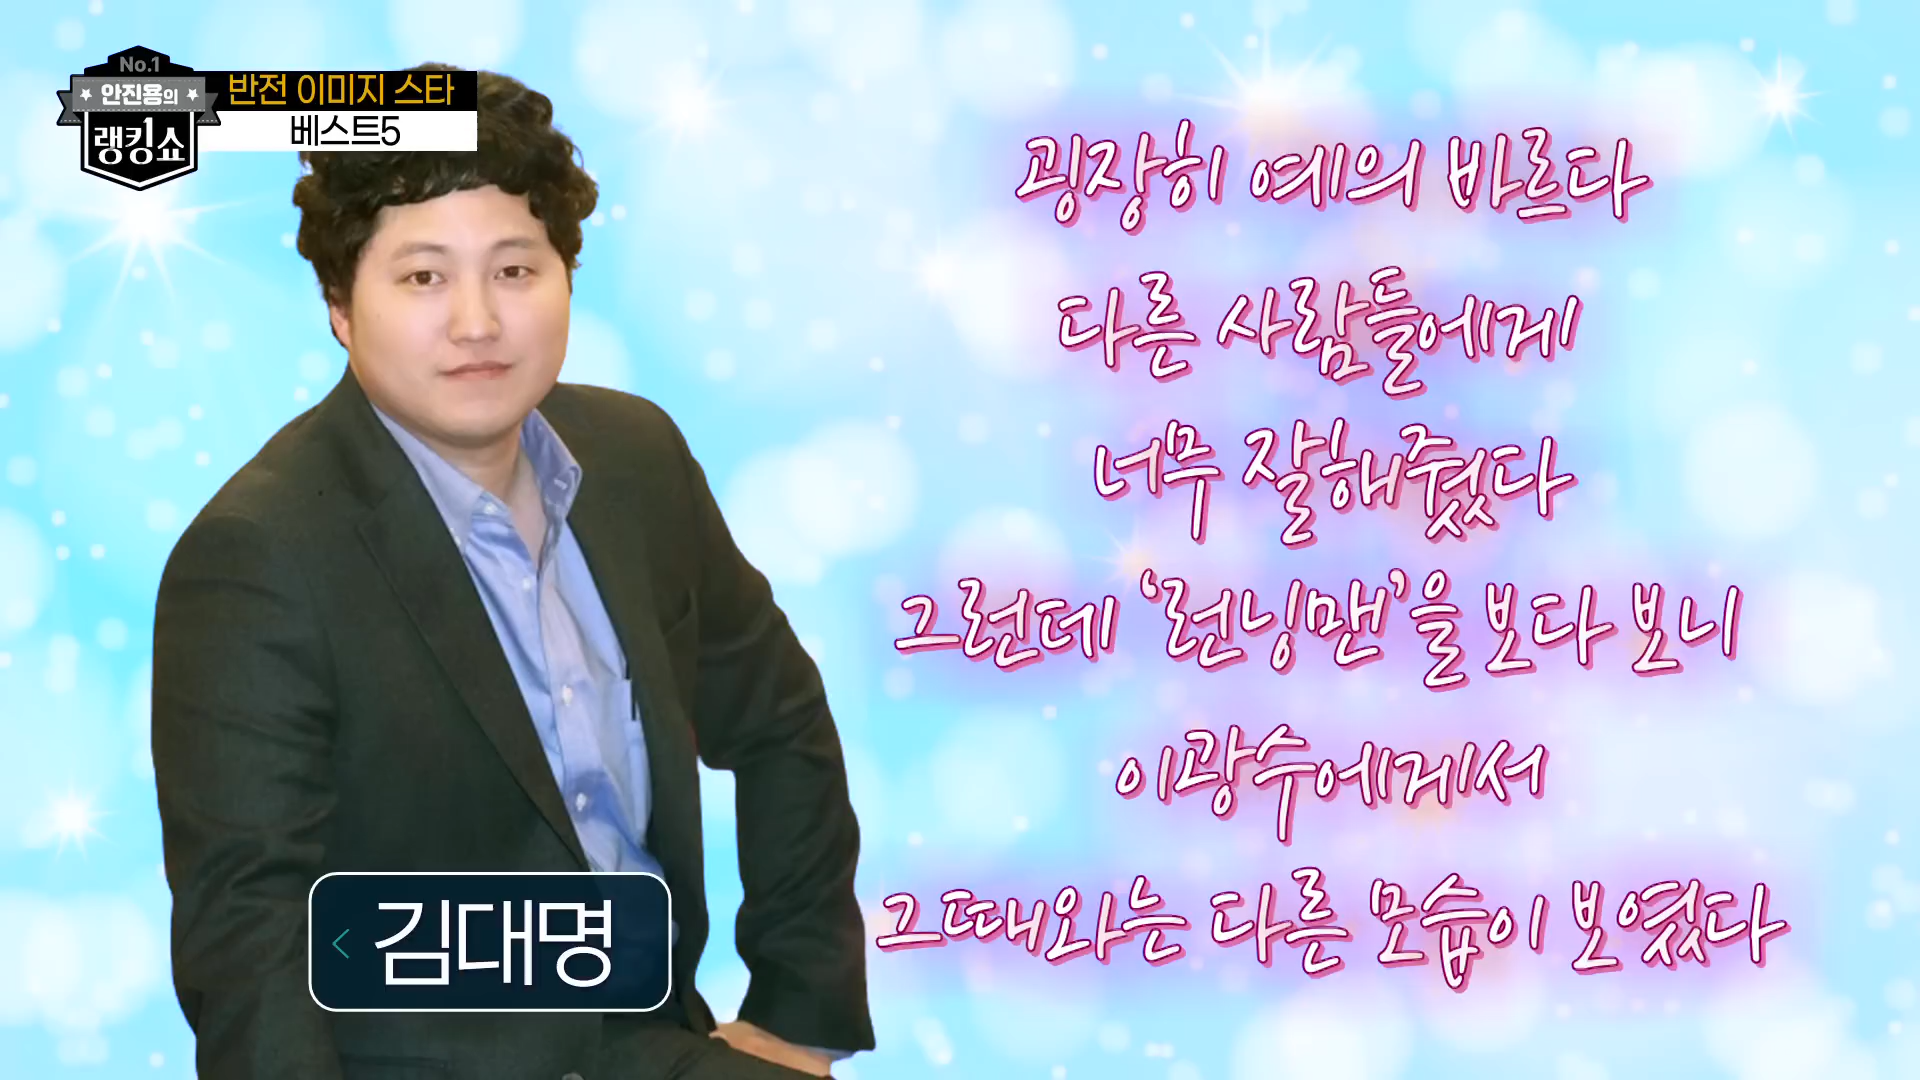 No.1
안진용의
랭킹쇼
반전 이미지 스타
베스트5
굉장히 예의 바르다
다른 사람들에게
너무 잘해줬다
그런데 ‘런닝맨’을 보다 보니
이광수에게서
그때와는 다른 모습이 보였다
< 김대명